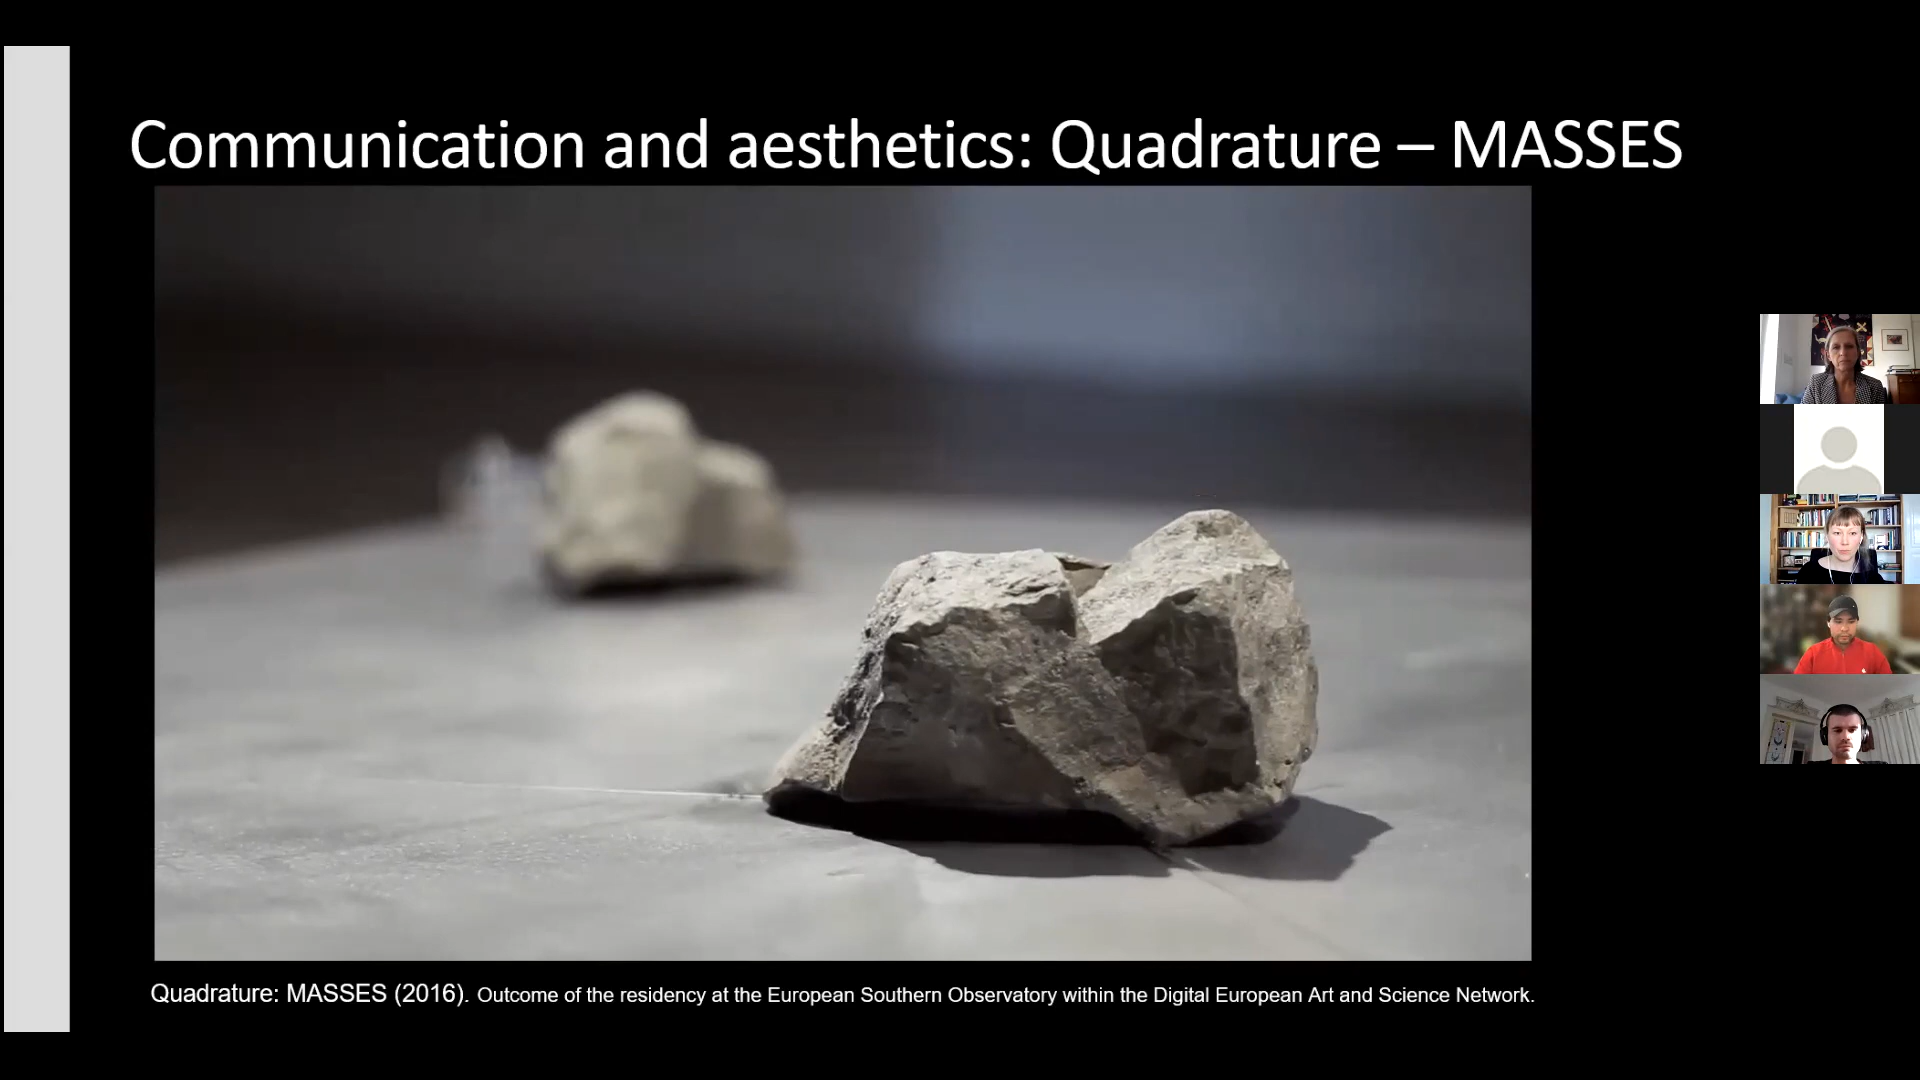 Communication and aesthetics: Quadrature – MASSES
Quadrature: MASSES (2016). Outcome of the residency at the European Southern Observatory within the Digital European Art and Science Network.